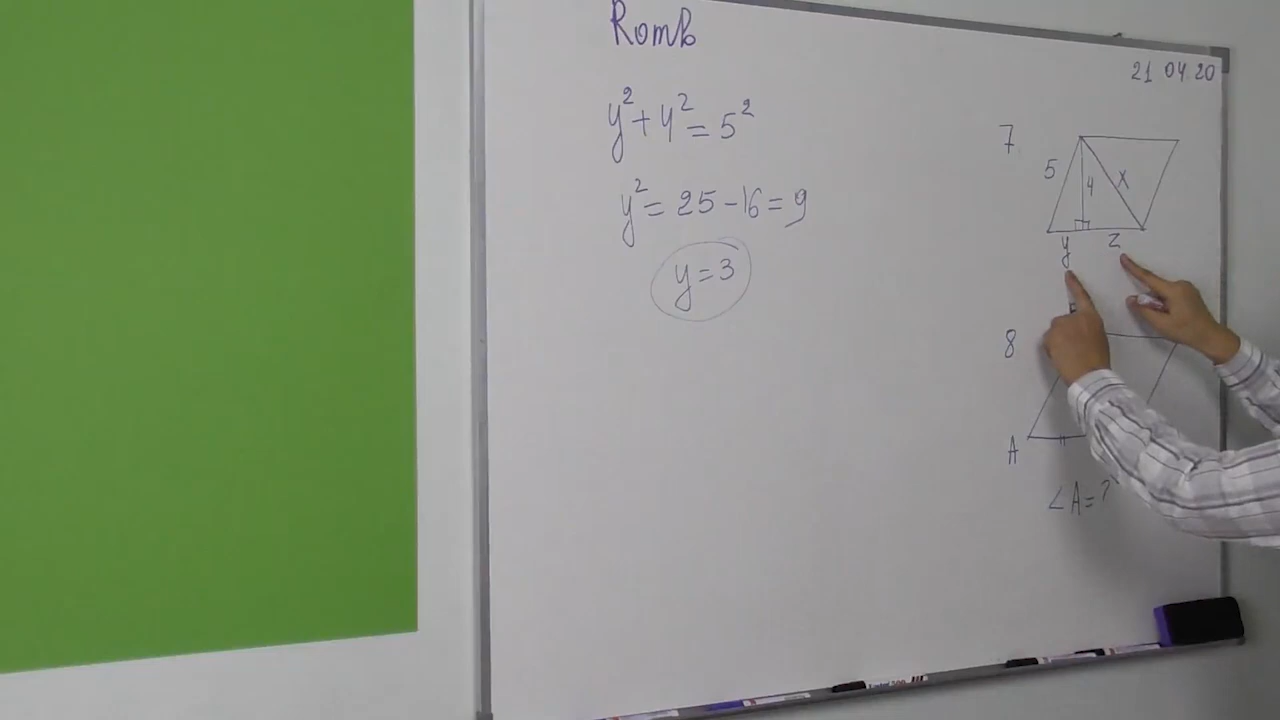 Romb
21 04 20
y² + 4² = 5²
y² = 25 - 16 = 9
y = 3
7
5
4
x
y
z
8
A
∠A = ?